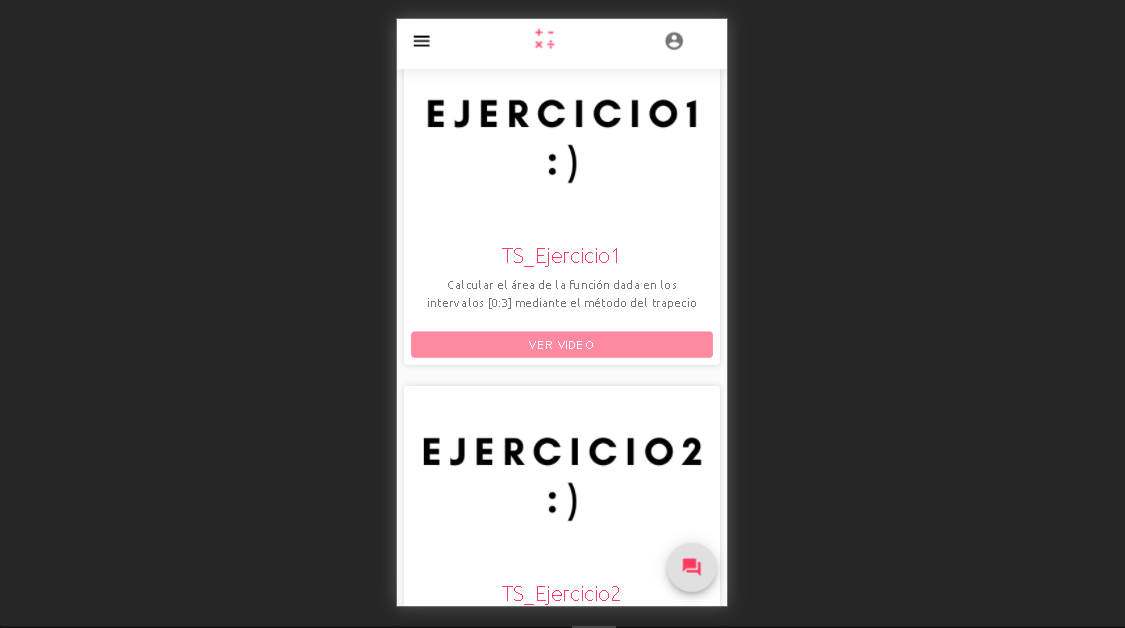 EJERCICIO1
:)
TS_Ejercicio1
Calcular el área de la función dada en los
intervalos [0:3] mediante el método del trapecio
VER VIDEO
EJERCICIO2
:)
TS_Ejercicio2